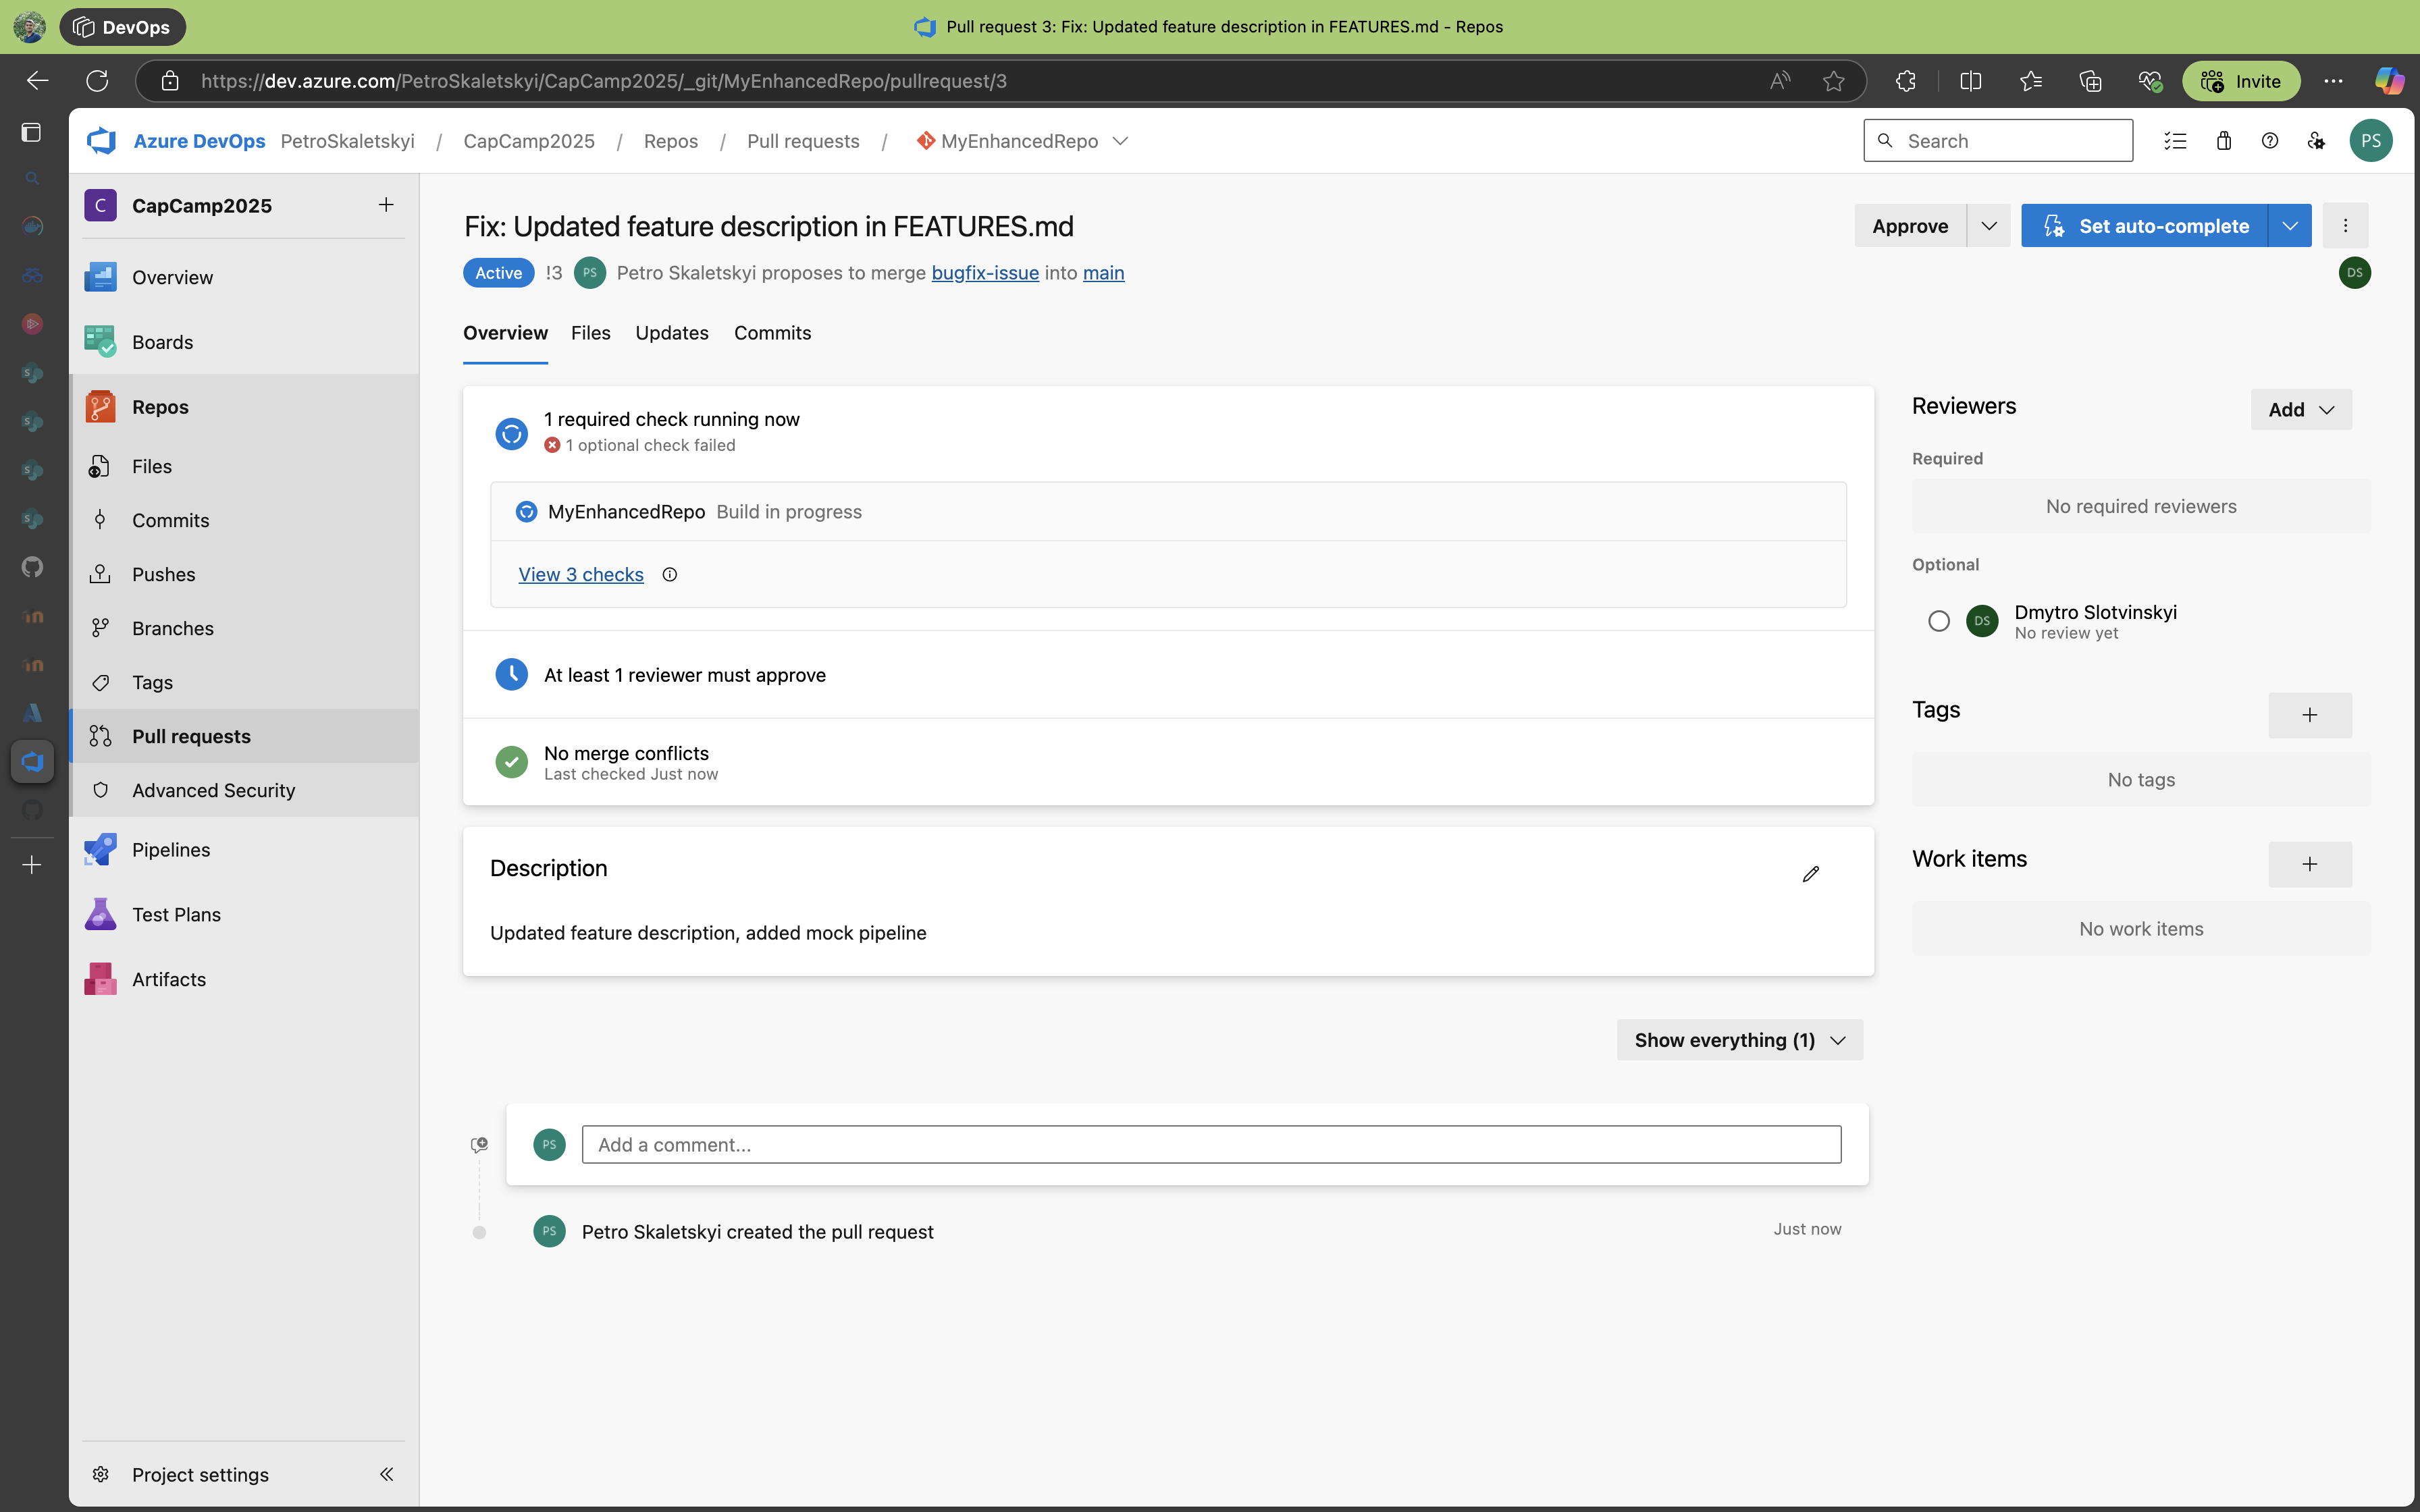 DevOps
Pull request 3: Fix: Updated feature description in FEATURES.md - Repos
https://dev.azure.com/PetroSkaletskyi/CapCamp2025/_git/MyEnhancedRepo/pullrequest/3
Invite
Azure DevOps PetroSkaletskyi / CapCamp2025 / Repos / Pull requests / MyEnhancedRepo
Search
PS
C CapCamp2025
Overview
Boards
Repos
Files
Commits
Pushes
Branches
Tags
Pull requests
Advanced Security
Pipelines
Test Plans
Artifacts
Project settings
Fix: Updated feature description in FEATURES.md
Approve
Set auto-complete
Active !3 PS Petro Skaletskyi proposes to merge bugfix-issue into main
DS
Overview Files Updates Commits
1 required check running now
1 optional check failed
MyEnhancedRepo Build in progress
View 3 checks
At least 1 reviewer must approve
No merge conflicts
Last checked Just now
Description
Updated feature description, added mock pipeline
Show everything (1)
PS Add a comment...
PS Petro Skaletskyi created the pull request Just now
Reviewers
Add
Required
No required reviewers
Optional
DS Dmytro Slotvinskyi
No review yet
Tags
No tags
Work items
No work items